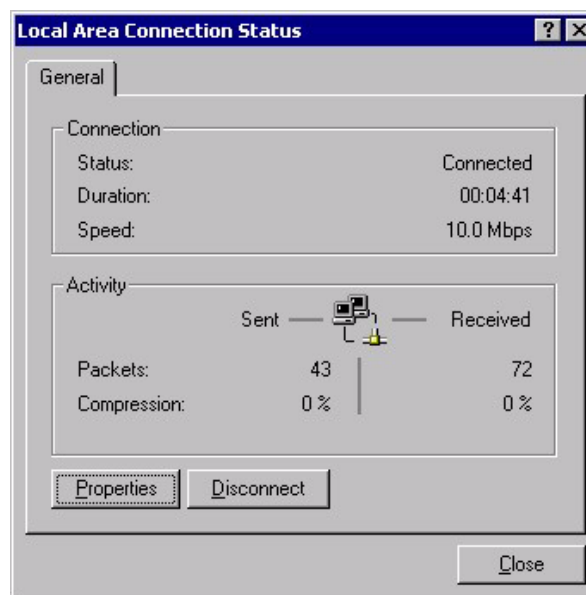 Local Area Connection Status
General
Connection
Status: Connected
Duration: 00:04:41
Speed: 10.0 Mbps
Activity
Sent Received
Packets: 43 72
Compression: 0 % 0 %
Properties Disconnect
Close